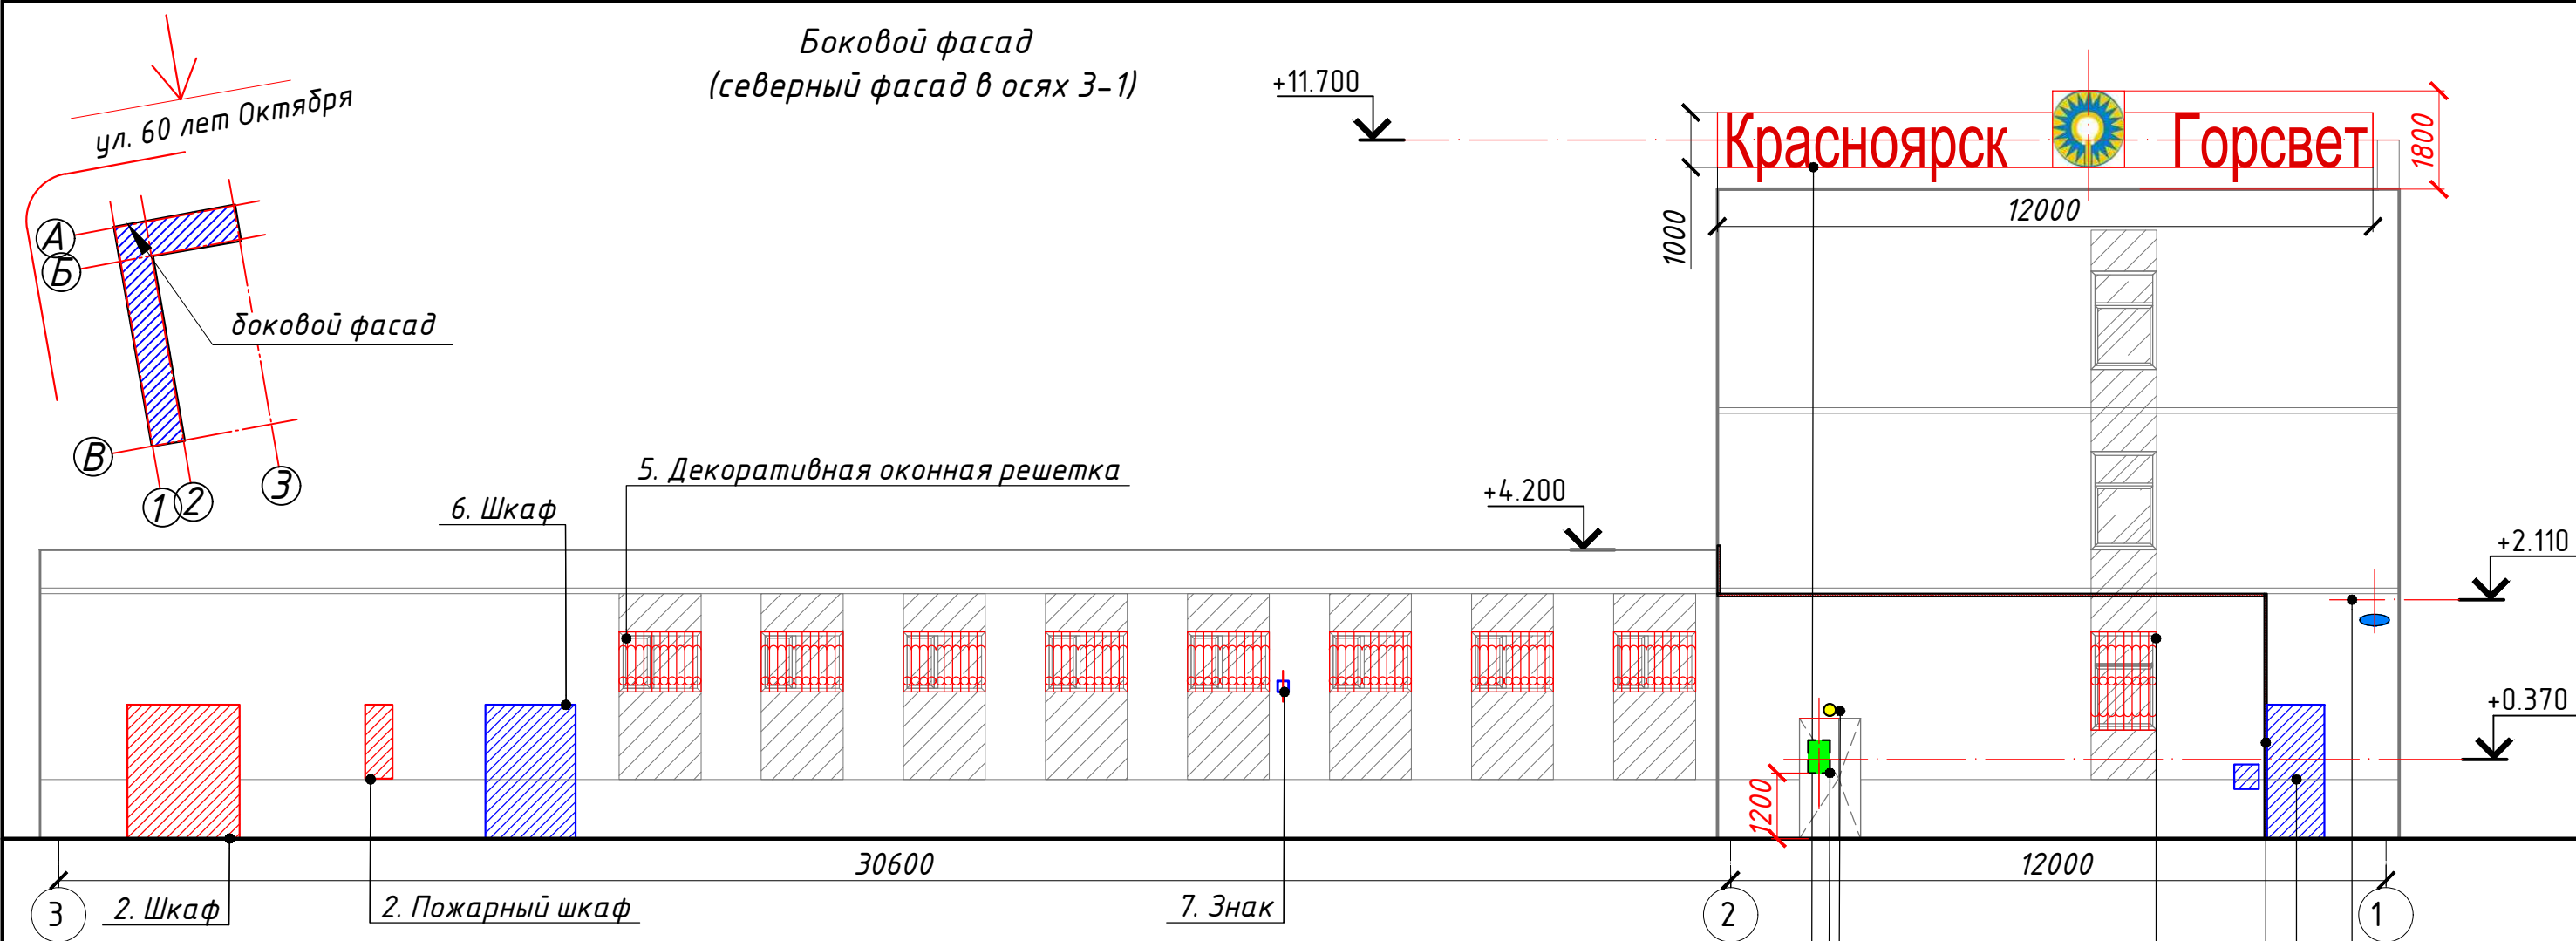 Боковой фасад
(северный фасад в осях 3-1)
ул. 60 лет Октября
А
Б
В
1
2
3
боковой фасад
+11.700
Красноярск Горсвет
1800
1000
12000
5. Декоративная оконная решетка
6. Шкаф
+4.200
+2.110
+0.370
1200
30600
12000
3
2. Шкаф
2. Пожарный шкаф
7. Знак
2
1